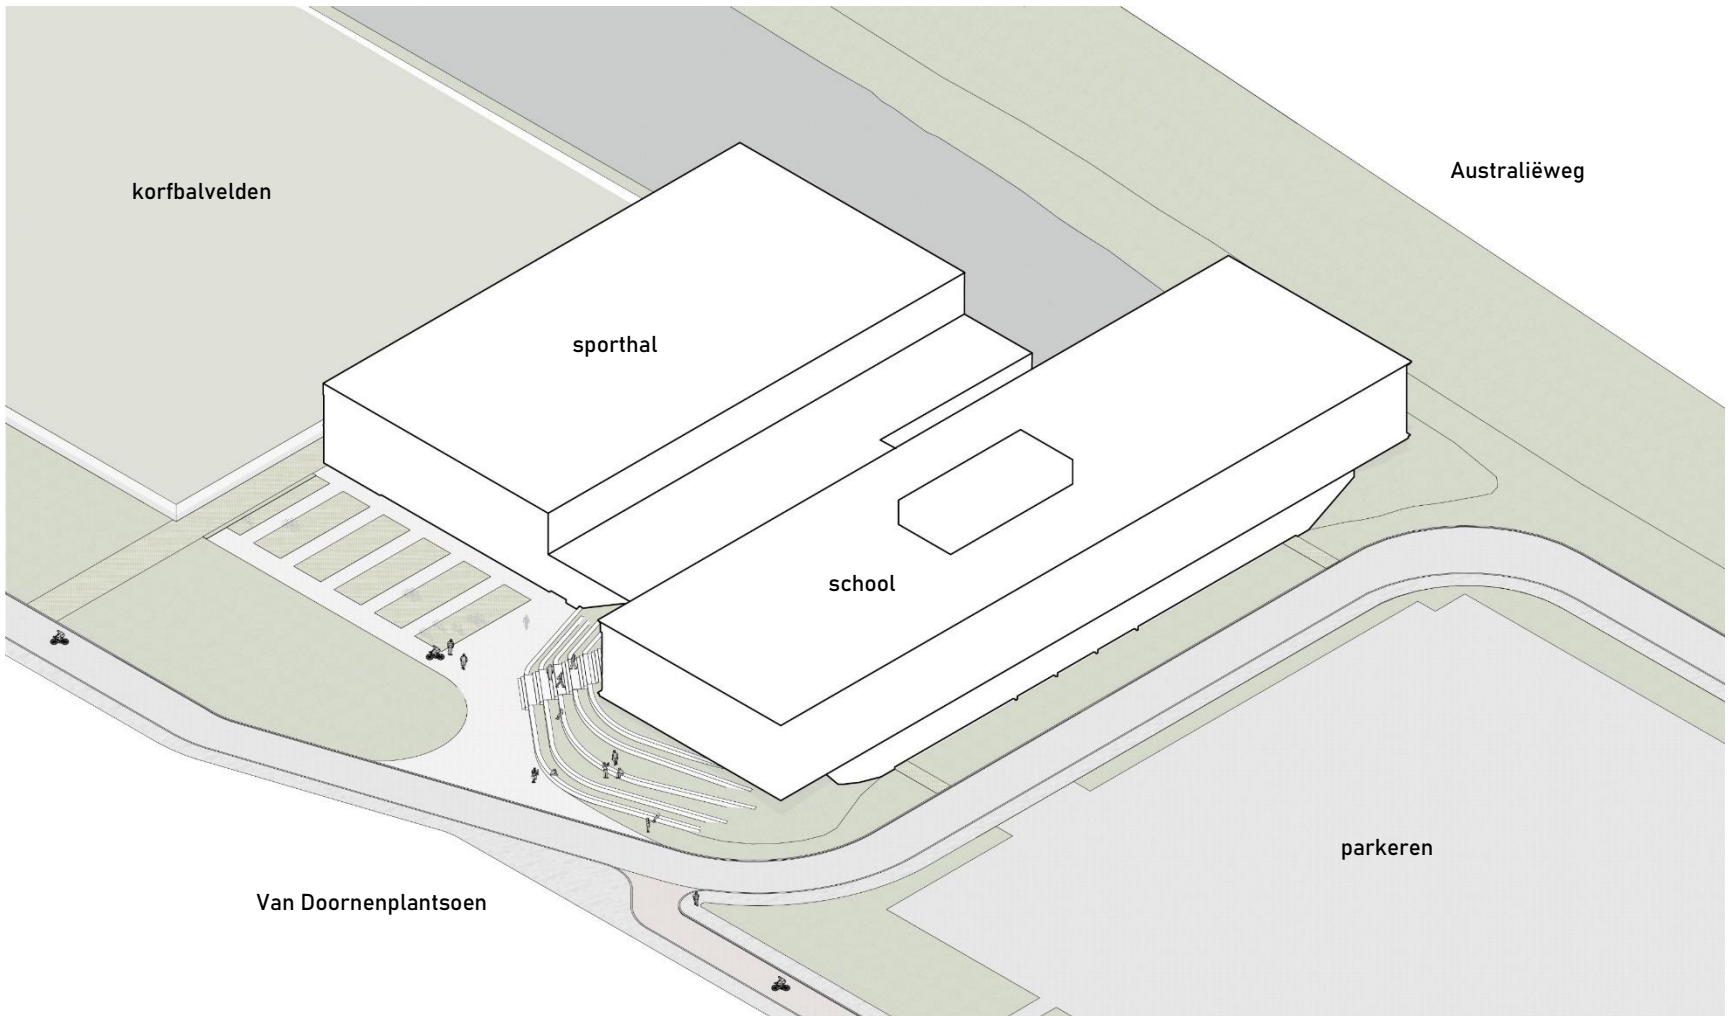 Australiëweg
korfbalvelden
sporthal
school
parkeren
Van Doornenplantsoen